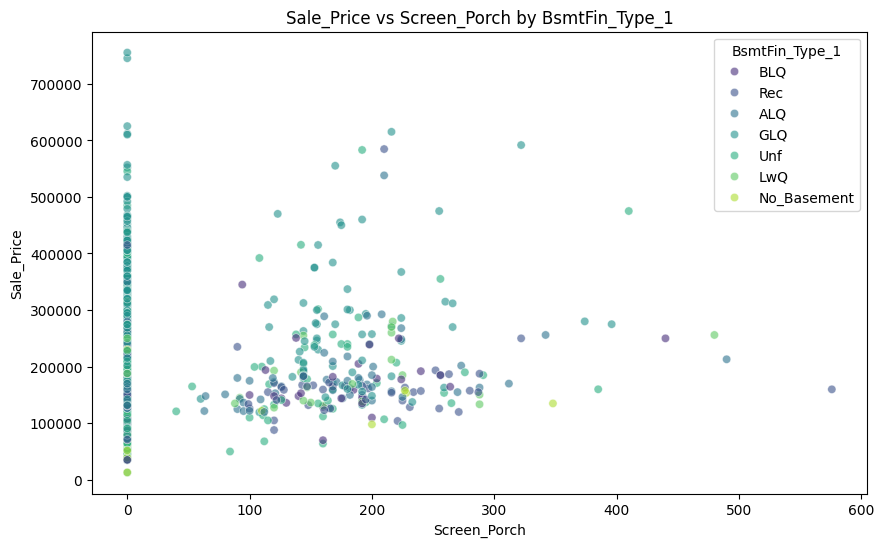 Sale_Price vs Screen_Porch by BsmtFin_Type_1
BsmtFin_Type_1
BLQ
Rec
ALQ
GLQ
Unf
LwQ
No_Basement
Sale_Price
700000
600000
500000
400000
300000
200000
100000
0
0 100 200 300 400 500 600
Screen_Porch